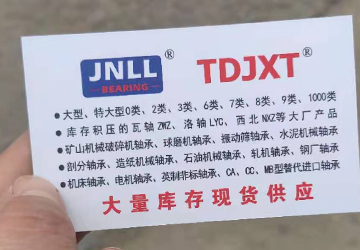 JNLL® TDJXT®
BEARING
● 大型、特大型0类、2类、3类、6类、7类、8类、9类、1000类
● 库存积压的瓦轴ZWZ、洛轴LYC、西北NXZ等大厂产品
● 矿山机械破碎机轴承、球磨机轴承、振动筛轴承、水泥机械轴承
● 剖分轴承、造纸机械轴承、石油机械轴承、轧机轴承、钢厂轴承
● 机床轴承、电机轴承、英制非标轴承、CA、CC、MB型替代进口轴承
大量库存现货供应